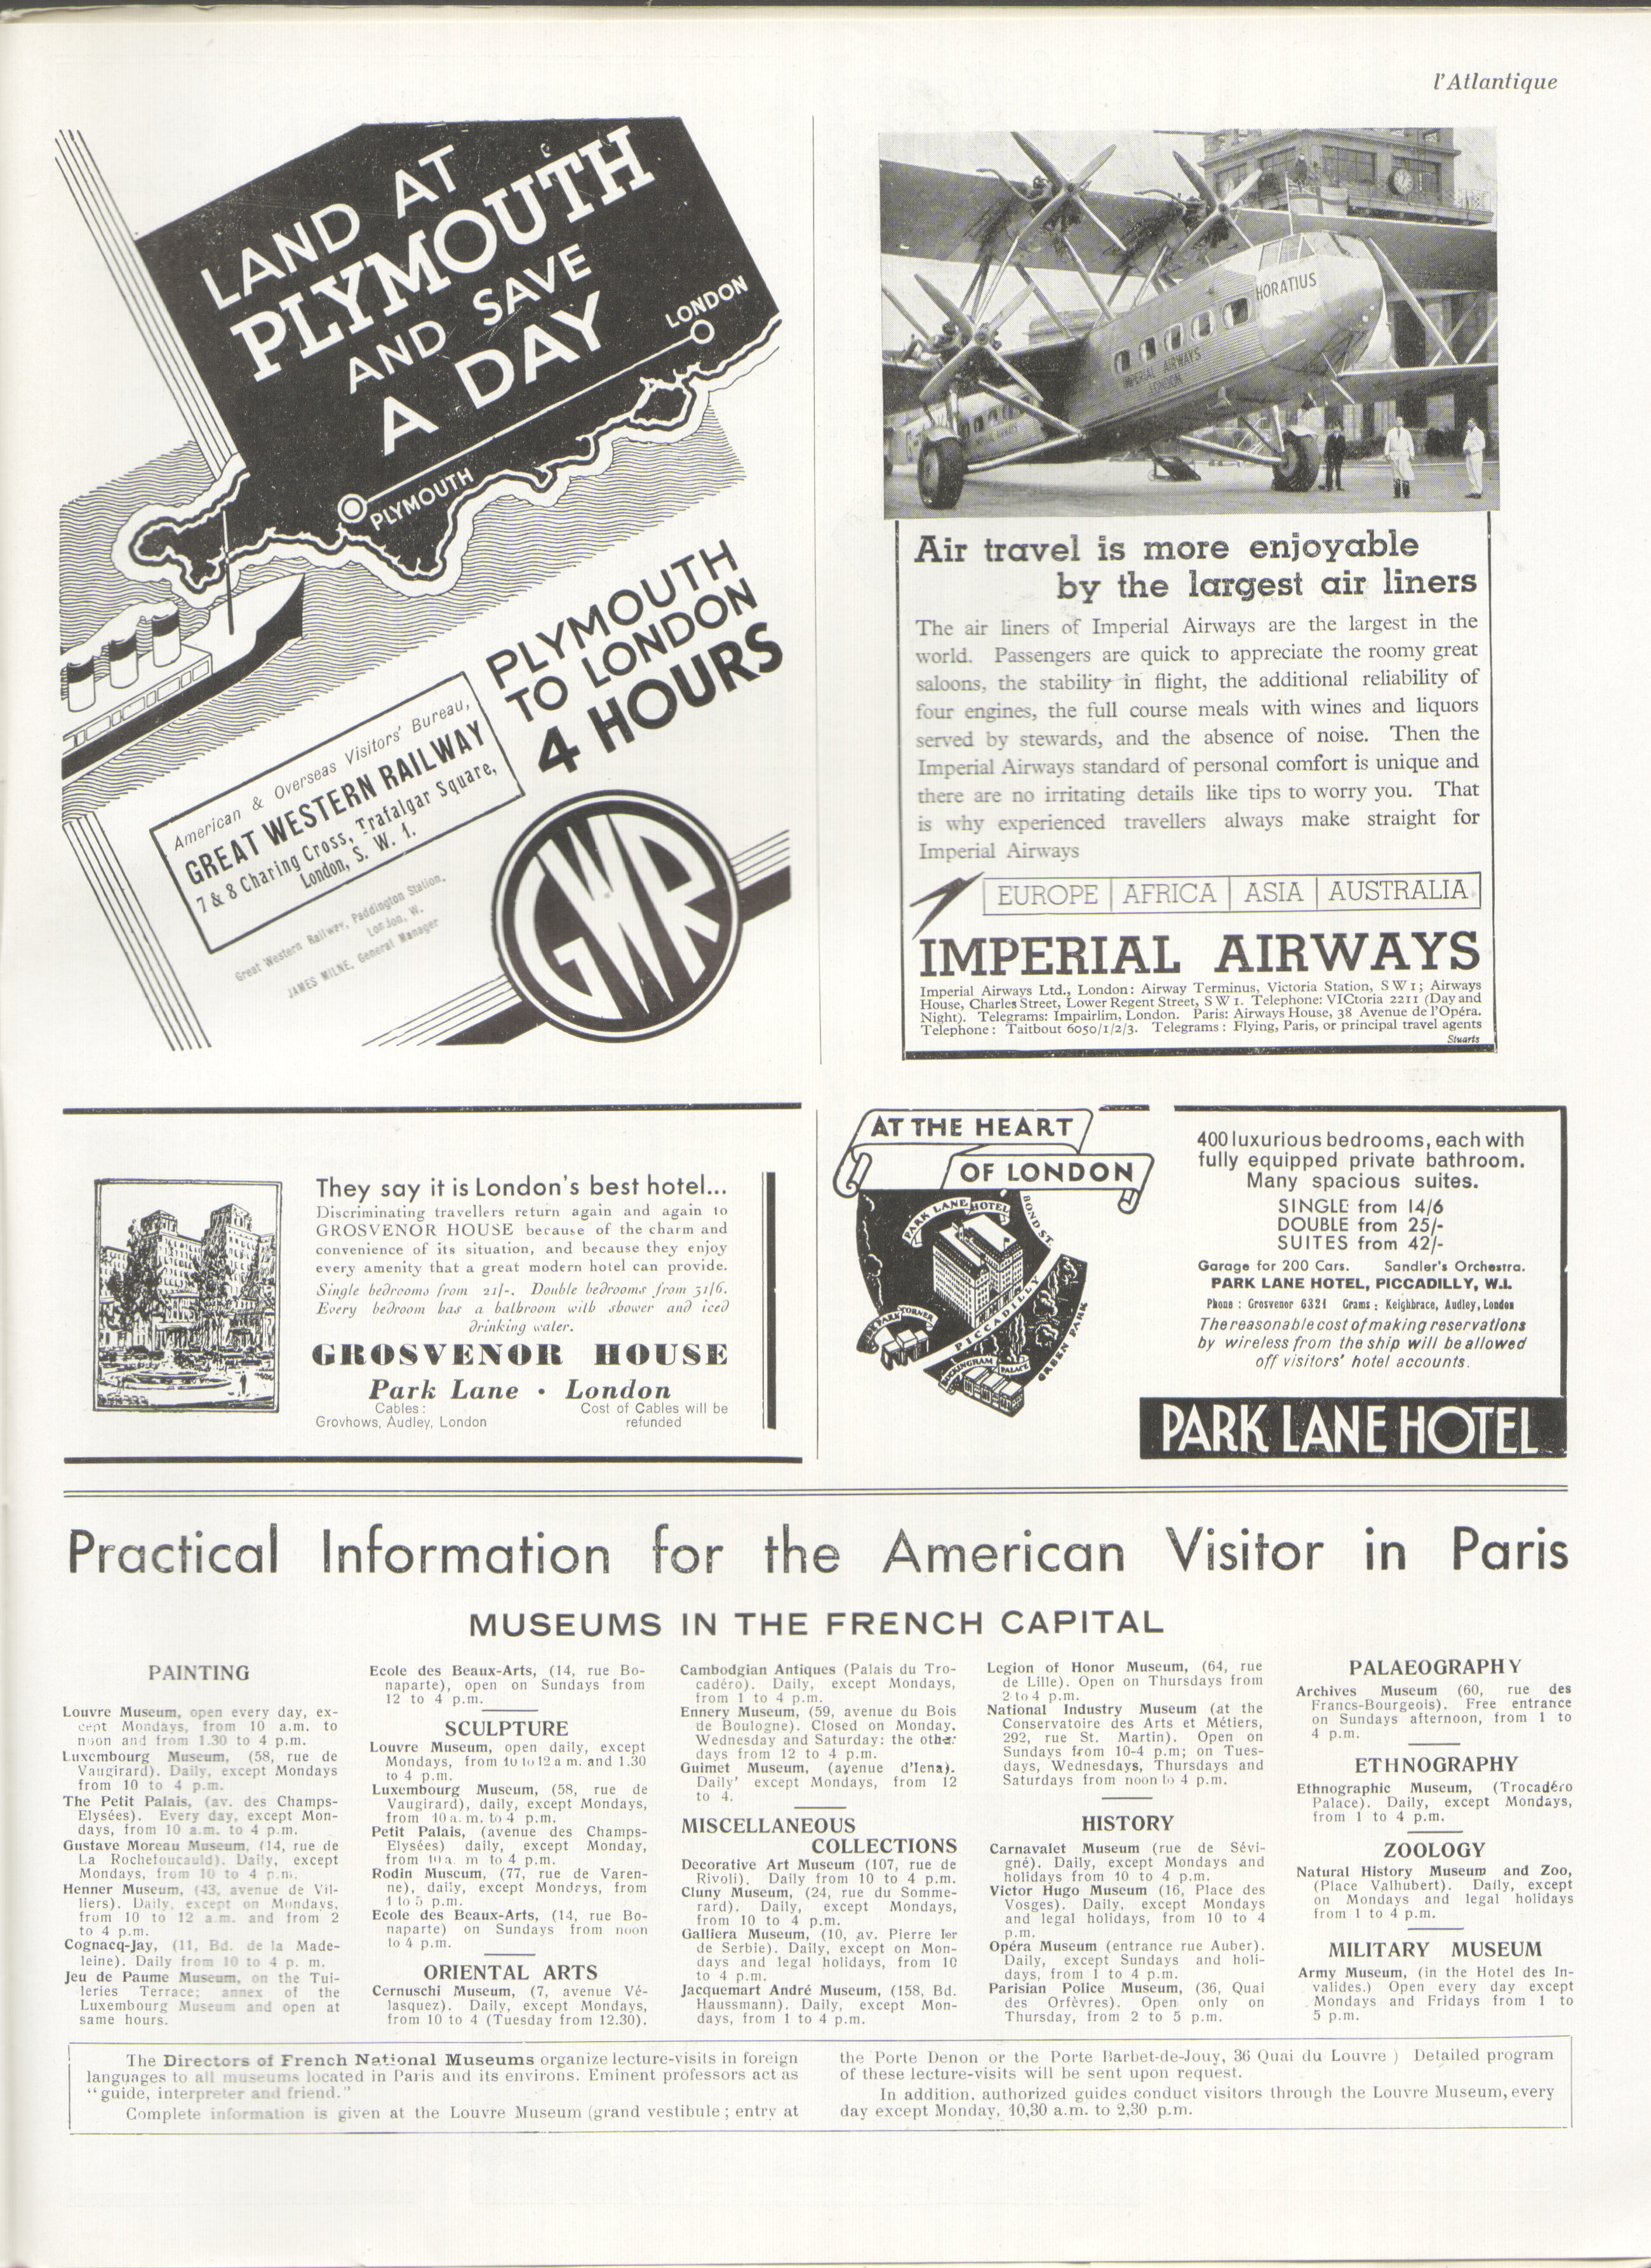 l'Atlantique
LAND AT
PLYMOUTH
AND SAVE
A DAY
LONDON
PLYMOUTH
PLYMOUTH
TO LONDON
4 HOURS
American & Overseas Visitors' Bureau,
GREAT WESTERN RAILWAY
7 & 8 Charing Cross, Trafalgar Square,
London, S. W. 1.
Great Western Railway, Paddington Station,
London, W.
JAMES MILNE, General Manager
GWR
HORATIUS
IMPERIAL AIRWAYS
LONDON
Air travel is more enjoyable
by the largest air liners
The air liners of Imperial Airways are the largest in the
world. Passengers are quick to appreciate the roomy great
saloons, the stability in flight, the additional reliability of
four engines, the full course meals with wines and liquors
served by stewards, and the absence of noise. Then the
Imperial Airways standard of personal comfort is unique and
there are no irritating details like tips to worry you. That
is why experienced travellers always make straight for
Imperial Airways
EUROPE | AFRICA | ASIA | AUSTRALIA
IMPERIAL AIRWAYS
Imperial Airways Ltd., London: Airway Terminus, Victoria Station, S W 1; Airways
House, Charles Street, Lower Regent Street, S W 1. Telephone: VICtoria 2211 (Day and
Night). Telegrams: Impairlim, London. Paris: Airways House, 38 Avenue de l'Opéra.
Telephone: Taitbout 6050/1/2/3. Telegrams: Flying, Paris, or principal travel agents
Stuarts
They say it is London's best hotel...
Discriminating travellers return again and again to
GROSVENOR HOUSE because of the charm and
convenience of its situation, and because they enjoy
every amenity that a great modern hotel can provide.
Single bedrooms from 21/-. Double bedrooms from 31/6.
Every bedroom has a bathroom with shower and iced
drinking water.
GROSVENOR HOUSE
Park Lane • London
Cables:
Grovhows, Audley, London
Cost of Cables will be
refunded
AT THE HEART
OF LONDON
PARK LANE HOTEL
BOND ST.
PICCADILLY
HYDE PARK CORNER
BUCKINGHAM PALACE
GREEN PARK
400 luxurious bedrooms, each with
fully equipped private bathroom.
Many spacious suites.
SINGLE from 14/6
DOUBLE from 25/-
SUITES from 42/-
Garage for 200 Cars. Sandler's Orchestra.
PARK LANE HOTEL, PICCADILLY, W.I.
Phone : Grosvenor 6321 Grams : Keighbrace, Audley, London
The reasonable cost of making reservations
by wireless from the ship will be allowed
off visitors' hotel accounts.
PARK LANE HOTEL
Practical Information for the American Visitor in Paris
MUSEUMS IN THE FRENCH CAPITAL
PAINTING
Louvre Museum, open every day, ex-
cept Mondays, from 10 a.m. to
noon and from 1.30 to 4 p.m.
Luxembourg Museum, (58, rue de
Vaugirard). Daily, except Mondays
from 10 to 4 p.m.
The Petit Palais, (av. des Champs-
Elysées). Every day, except Mon-
days, from 10 a.m. to 4 p.m.
Gustave Moreau Museum, (14, rue de
La Rochefoucauld). Daily, except
Mondays, from 10 to 4 p.m.
Henner Museum, (43, avenue de Vil-
liers). Daily, except on Mondays,
from 10 to 12 a.m. and from 2
to 4 p.m.
Cognacq-Jay, (11, Bd. de la Made-
leine). Daily from 10 to 4 p. m.
Jeu de Paume Museum, on the Tui-
leries Terrace; annex of the
Luxembourg Museum and open at
same hours.
Ecole des Beaux-Arts, (14, rue Bo-
naparte), open on Sundays from
12 to 4 p.m.
SCULPTURE
Louvre Museum, open daily, except
Mondays, from 10 to 12 a m. and 1.30
to 4 p.m.
Luxembourg Museum, (58, rue de
Vaugirard), daily, except Mondays,
from 10 a. m. to 4 p.m.
Petit Palais, (avenue des Champs-
Elysées) daily, except Monday,
from 10 a. m to 4 p.m.
Rodin Museum, (77, rue de Varen-
ne), daily, except Mondrys, from
1 to 5 p.m.
Ecole des Beaux-Arts, (14, rue Bo-
naparte) on Sundays from noon
to 4 p.m.
ORIENTAL ARTS
Cernuschi Museum, (7, avenue Vé-
lasquez). Daily, except Mondays,
from 10 to 4 (Tuesday from 12.30).
Cambodgian Antiques (Palais du Tro-
cadéro). Daily, except Mondays,
from 1 to 4 p.m.
Ennery Museum, (59, avenue du Bois
de Boulogne). Closed on Monday,
Wednesday and Saturday: the other
days from 12 to 4 p.m.
Guimet Museum, (avenue d'Iena).
Daily' except Mondays, from 12
to 4.
MISCELLANEOUS
COLLECTIONS
Decorative Art Museum (107, rue de
Rivoli). Daily from 10 to 4 p.m.
Cluny Museum, (24, rue du Somme-
rard). Daily, except Mondays,
from 10 to 4 p.m.
Galliera Museum, (10, av. Pierre Ier
de Serbie). Daily, except on Mon-
days and legal holidays, from 10
to 4 p.m.
Jacquemart André Museum, (158, Bd.
Haussmann). Daily, except Mon-
days, from 1 to 4 p.m.
Legion of Honor Museum, (64, rue
de Lille). Open on Thursdays from
2 to 4 p.m.
National Industry Museum (at the
Conservatoire des Arts et Métiers,
292, rue St. Martin). Open on
Sundays from 10-4 p.m; on Tues-
days, Wednesdays, Thursdays and
Saturdays from noon to 4 p.m.
HISTORY
Carnavalet Museum (rue de Sévi-
gné). Daily, except Mondays and
holidays from 10 to 4 p.m.
Victor Hugo Museum (16, Place des
Vosges). Daily, except Mondays
and legal holidays, from 10 to 4
p.m.
Opéra Museum (entrance rue Auber).
Daily, except Sundays and holi-
days, from 1 to 4 p.m.
Parisian Police Museum, (36, Quai
des Orfèvres). Open only on
Thursday, from 2 to 5 p.m.
PALAEOGRAPHY
Archives Museum (60, rue des
Francs-Bourgeois). Free entrance
on Sundays afternoon, from 1 to
4 p.m.
ETHNOGRAPHY
Ethnographic Museum, (Trocadéro
Palace). Daily, except Mondays,
from 1 to 4 p.m.
ZOOLOGY
Natural History Museum and Zoo,
(Place Valhubert). Daily, except
on Mondays and legal holidays
from 1 to 4 p.m.
MILITARY MUSEUM
Army Museum, (in the Hotel des In-
valides.) Open every day except
Mondays and Fridays from 1 to
5 p.m.
The Directors of French National Museums organize lecture-visits in foreign
languages to all museums located in Paris and its environs. Eminent professors act as
"guide, interpreter and friend."
Complete information is given at the Louvre Museum (grand vestibule ; entry at
the Porte Denon or the Porte Barbet-de-Jouy, 36 Quai du Louvre ) Detailed program
of these lecture-visits will be sent upon request.
In addition, authorized guides conduct visitors through the Louvre Museum, every
day except Monday, 10,30 a.m. to 2,30 p.m.